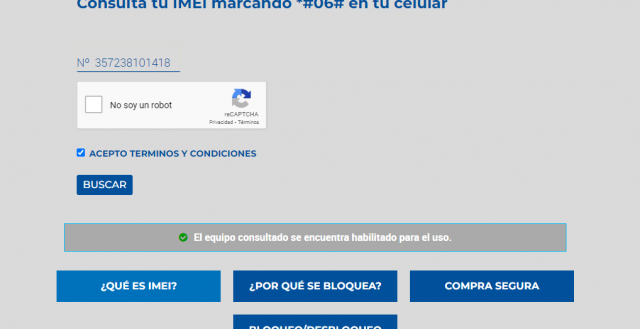 Consulta tu IMEI marcando *#06# en tu celular
Nº 357238101418
No soy un robot
reCAPTCHA
Privacidad - Términos
ACEPTO TERMINOS Y CONDICIONES
BUSCAR
El equipo consultado se encuentra habilitado para el uso.
¿QUÉ ES IMEI?
¿POR QUÉ SE BLOQUEA?
COMPRA SEGURA
BLOQUEO/DESBLOQUEO